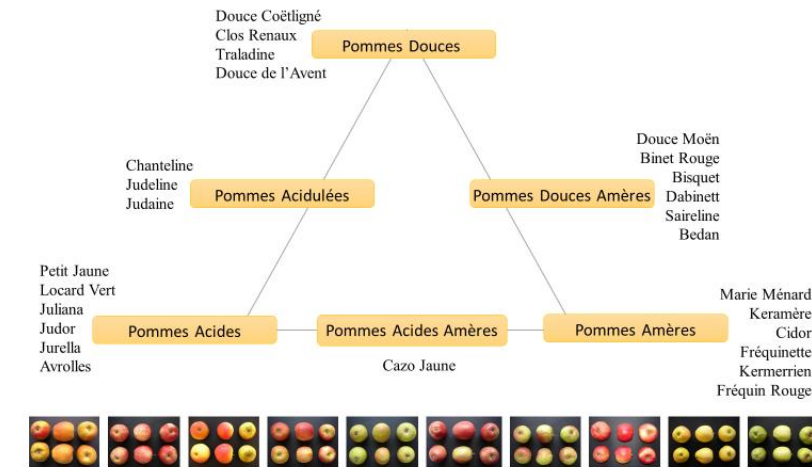 Douce Coëtligné
Clos Renaux
Traladine
Douce de l'Avent
Pommes Douces
Chanteline
Judeline
Judaine
Pommes Acidulées
Douce Moën
Binet Rouge
Bisquet
Dabinett
Saireline
Bedan
Pommes Douces Amères
Petit Jaune
Locard Vert
Juliana
Judor
Jurella
Avrolles
Pommes Acides
Pommes Acides Amères
Cazo Jaune
Pommes Amères
Marie Ménard
Keramère
Cidor
Fréquinette
Kermerrien
Fréquin Rouge